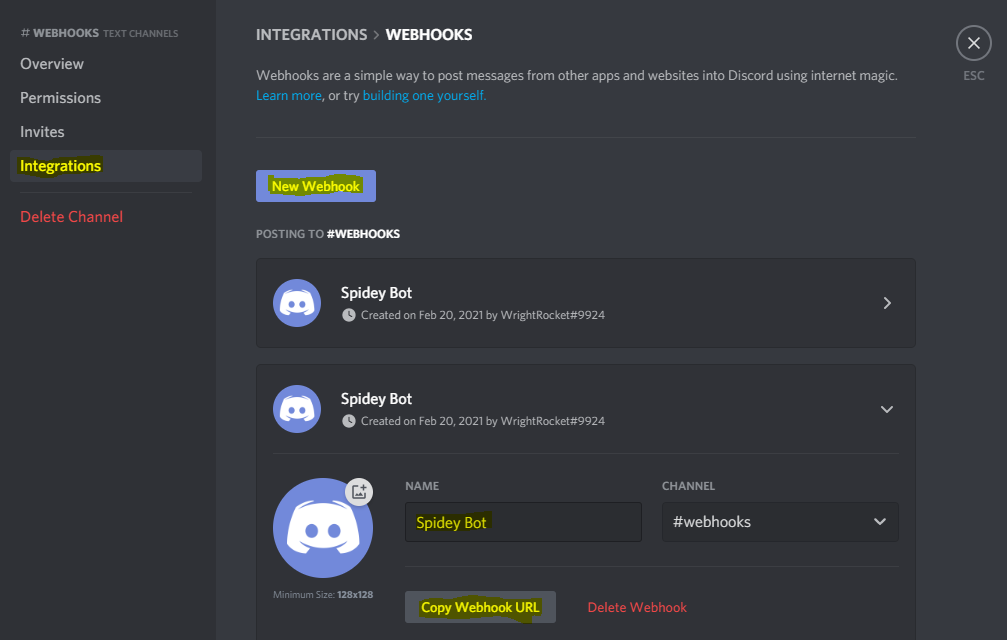 # WEBHOOKS TEXT CHANNELS
Overview
Permissions
Invites
Integrations
Delete Channel
INTEGRATIONS > WEBHOOKS
Webhooks are a simple way to post messages from other apps and websites into Discord using internet magic.
Learn more, or try building one yourself.
ESC
New Webhook
POSTING TO #WEBHOOKS
Spidey Bot
Created on Feb 20, 2021 by WrightRocket#9924
Spidey Bot
Created on Feb 20, 2021 by WrightRocket#9924
NAME
CHANNEL
Spidey Bot
#webhooks
Minimum Size: 128x128
Copy Webhook URL
Delete Webhook